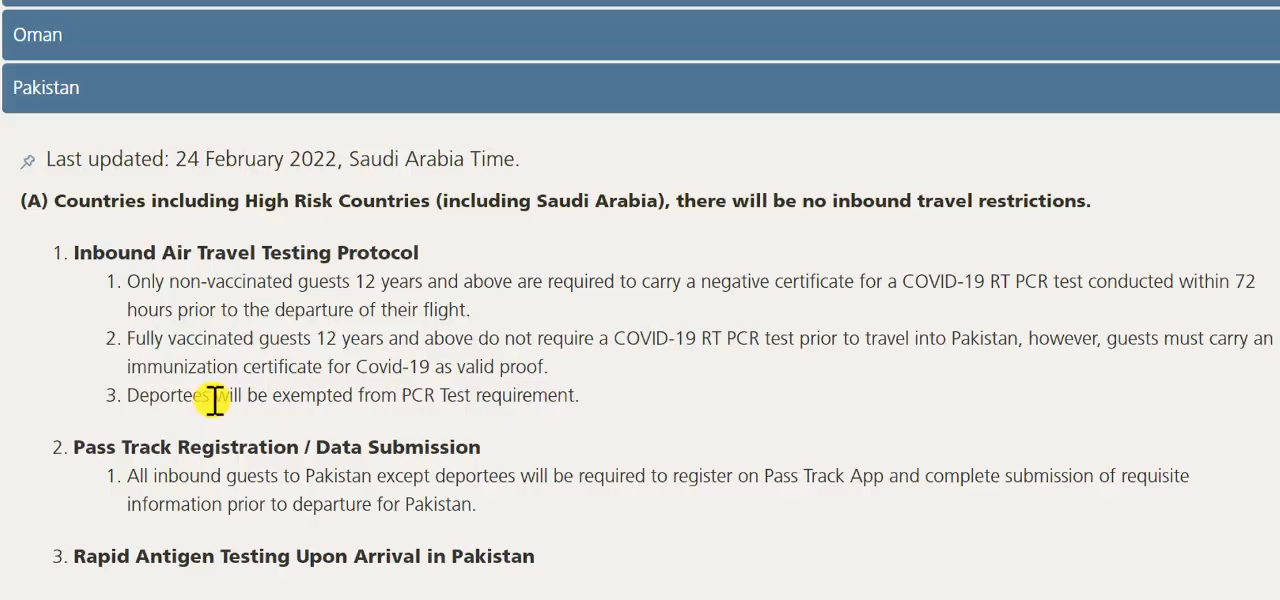 Oman
Pakistan
Last updated: 24 February 2022, Saudi Arabia Time.
(A) Countries including High Risk Countries (including Saudi Arabia), there will be no inbound travel restrictions.
1. Inbound Air Travel Testing Protocol
1. Only non-vaccinated guests 12 years and above are required to carry a negative certificate for a COVID-19 RT PCR test conducted within 72
hours prior to the departure of their flight.
2. Fully vaccinated guests 12 years and above do not require a COVID-19 RT PCR test prior to travel into Pakistan, however, guests must carry an
immunization certificate for Covid-19 as valid proof.
3. Deportees will be exempted from PCR Test requirement.
2. Pass Track Registration / Data Submission
1. All inbound guests to Pakistan except deportees will be required to register on Pass Track App and complete submission of requisite
information prior to departure for Pakistan.
3. Rapid Antigen Testing Upon Arrival in Pakistan